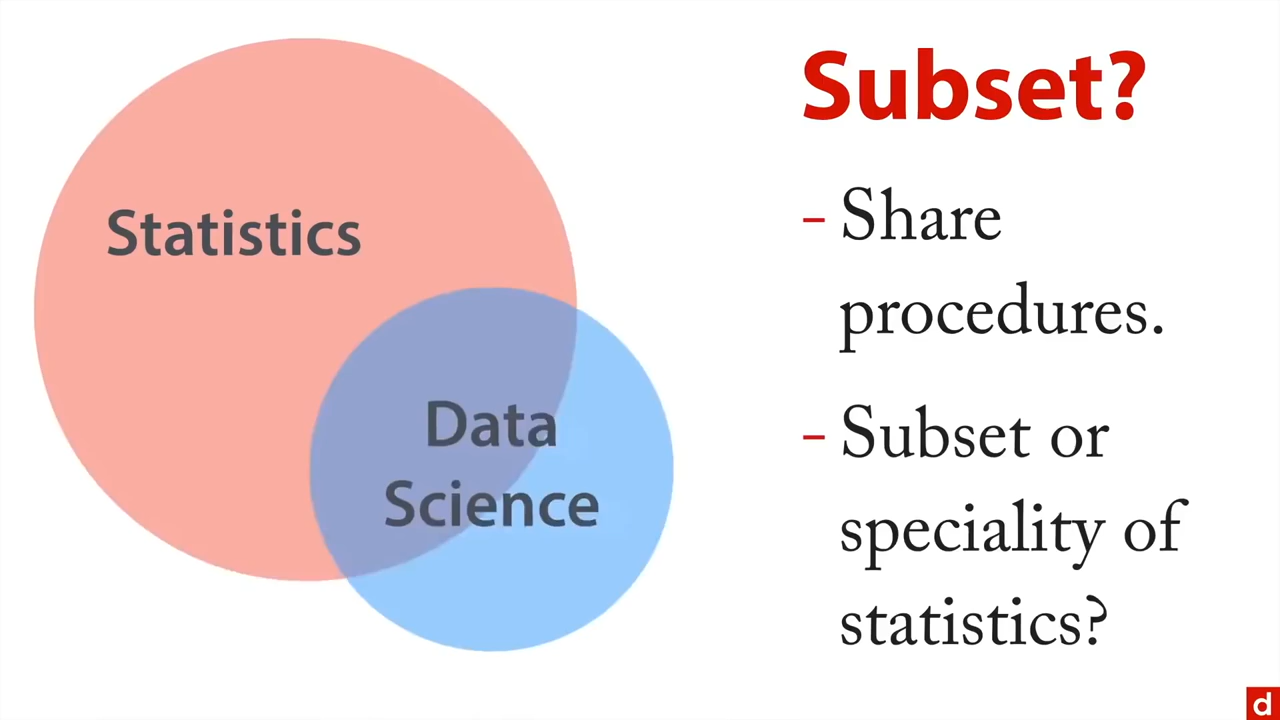 Statistics
Data
Science
Subset?
- Share
procedures.
- Subset or
speciality of
statistics?
d